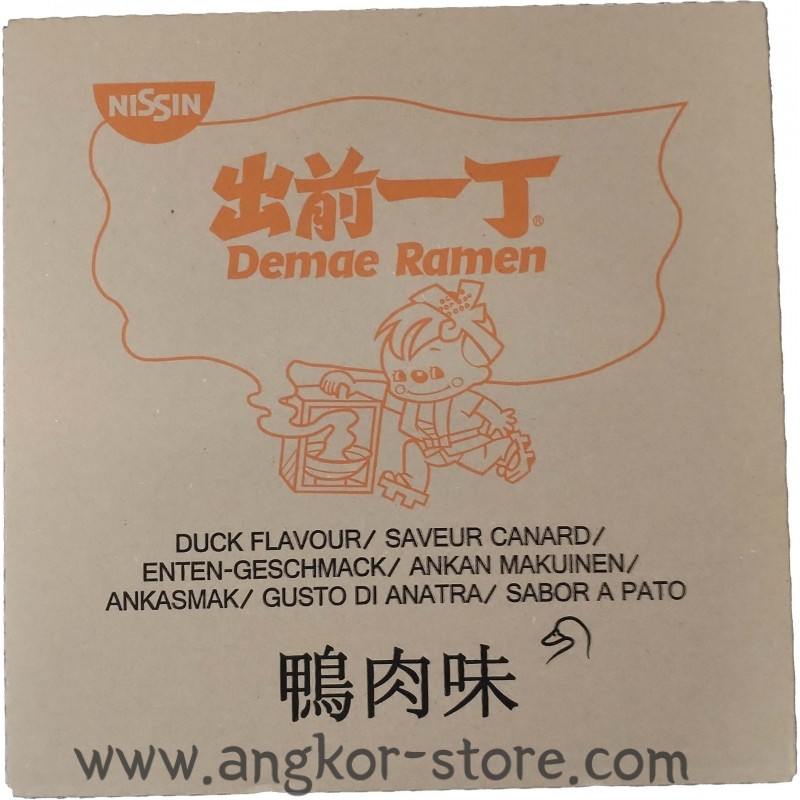 NISSIN
出前一丁®
Demae Ramen
DUCK FLAVOUR/ SAVEUR CANARD/
ENTEN-GESCHMACK/ ANKAN MAKUINEN/
ANKASMAK/ GUSTO DI ANATRA/ SABOR A PATO
鴨肉味
www.angkor-store.com